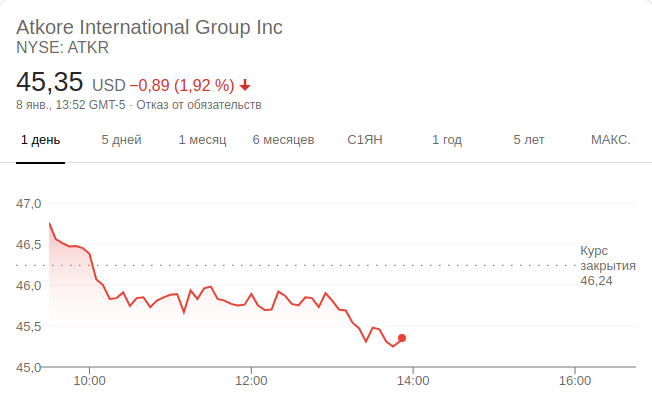 Atkore International Group Inc
NYSE: ATKR
45,35 USD −0,89 (1,92 %)
8 янв., 13:52 GMT-5 · Отказ от обязательств
1 день 5 дней 1 месяц 6 месяцев С1ЯН 1 год 5 лет МАКС.
47,0
46,5
46,0
45,5
45,0
Курс
закрытия
46,24
10:00 12:00 14:00 16:00